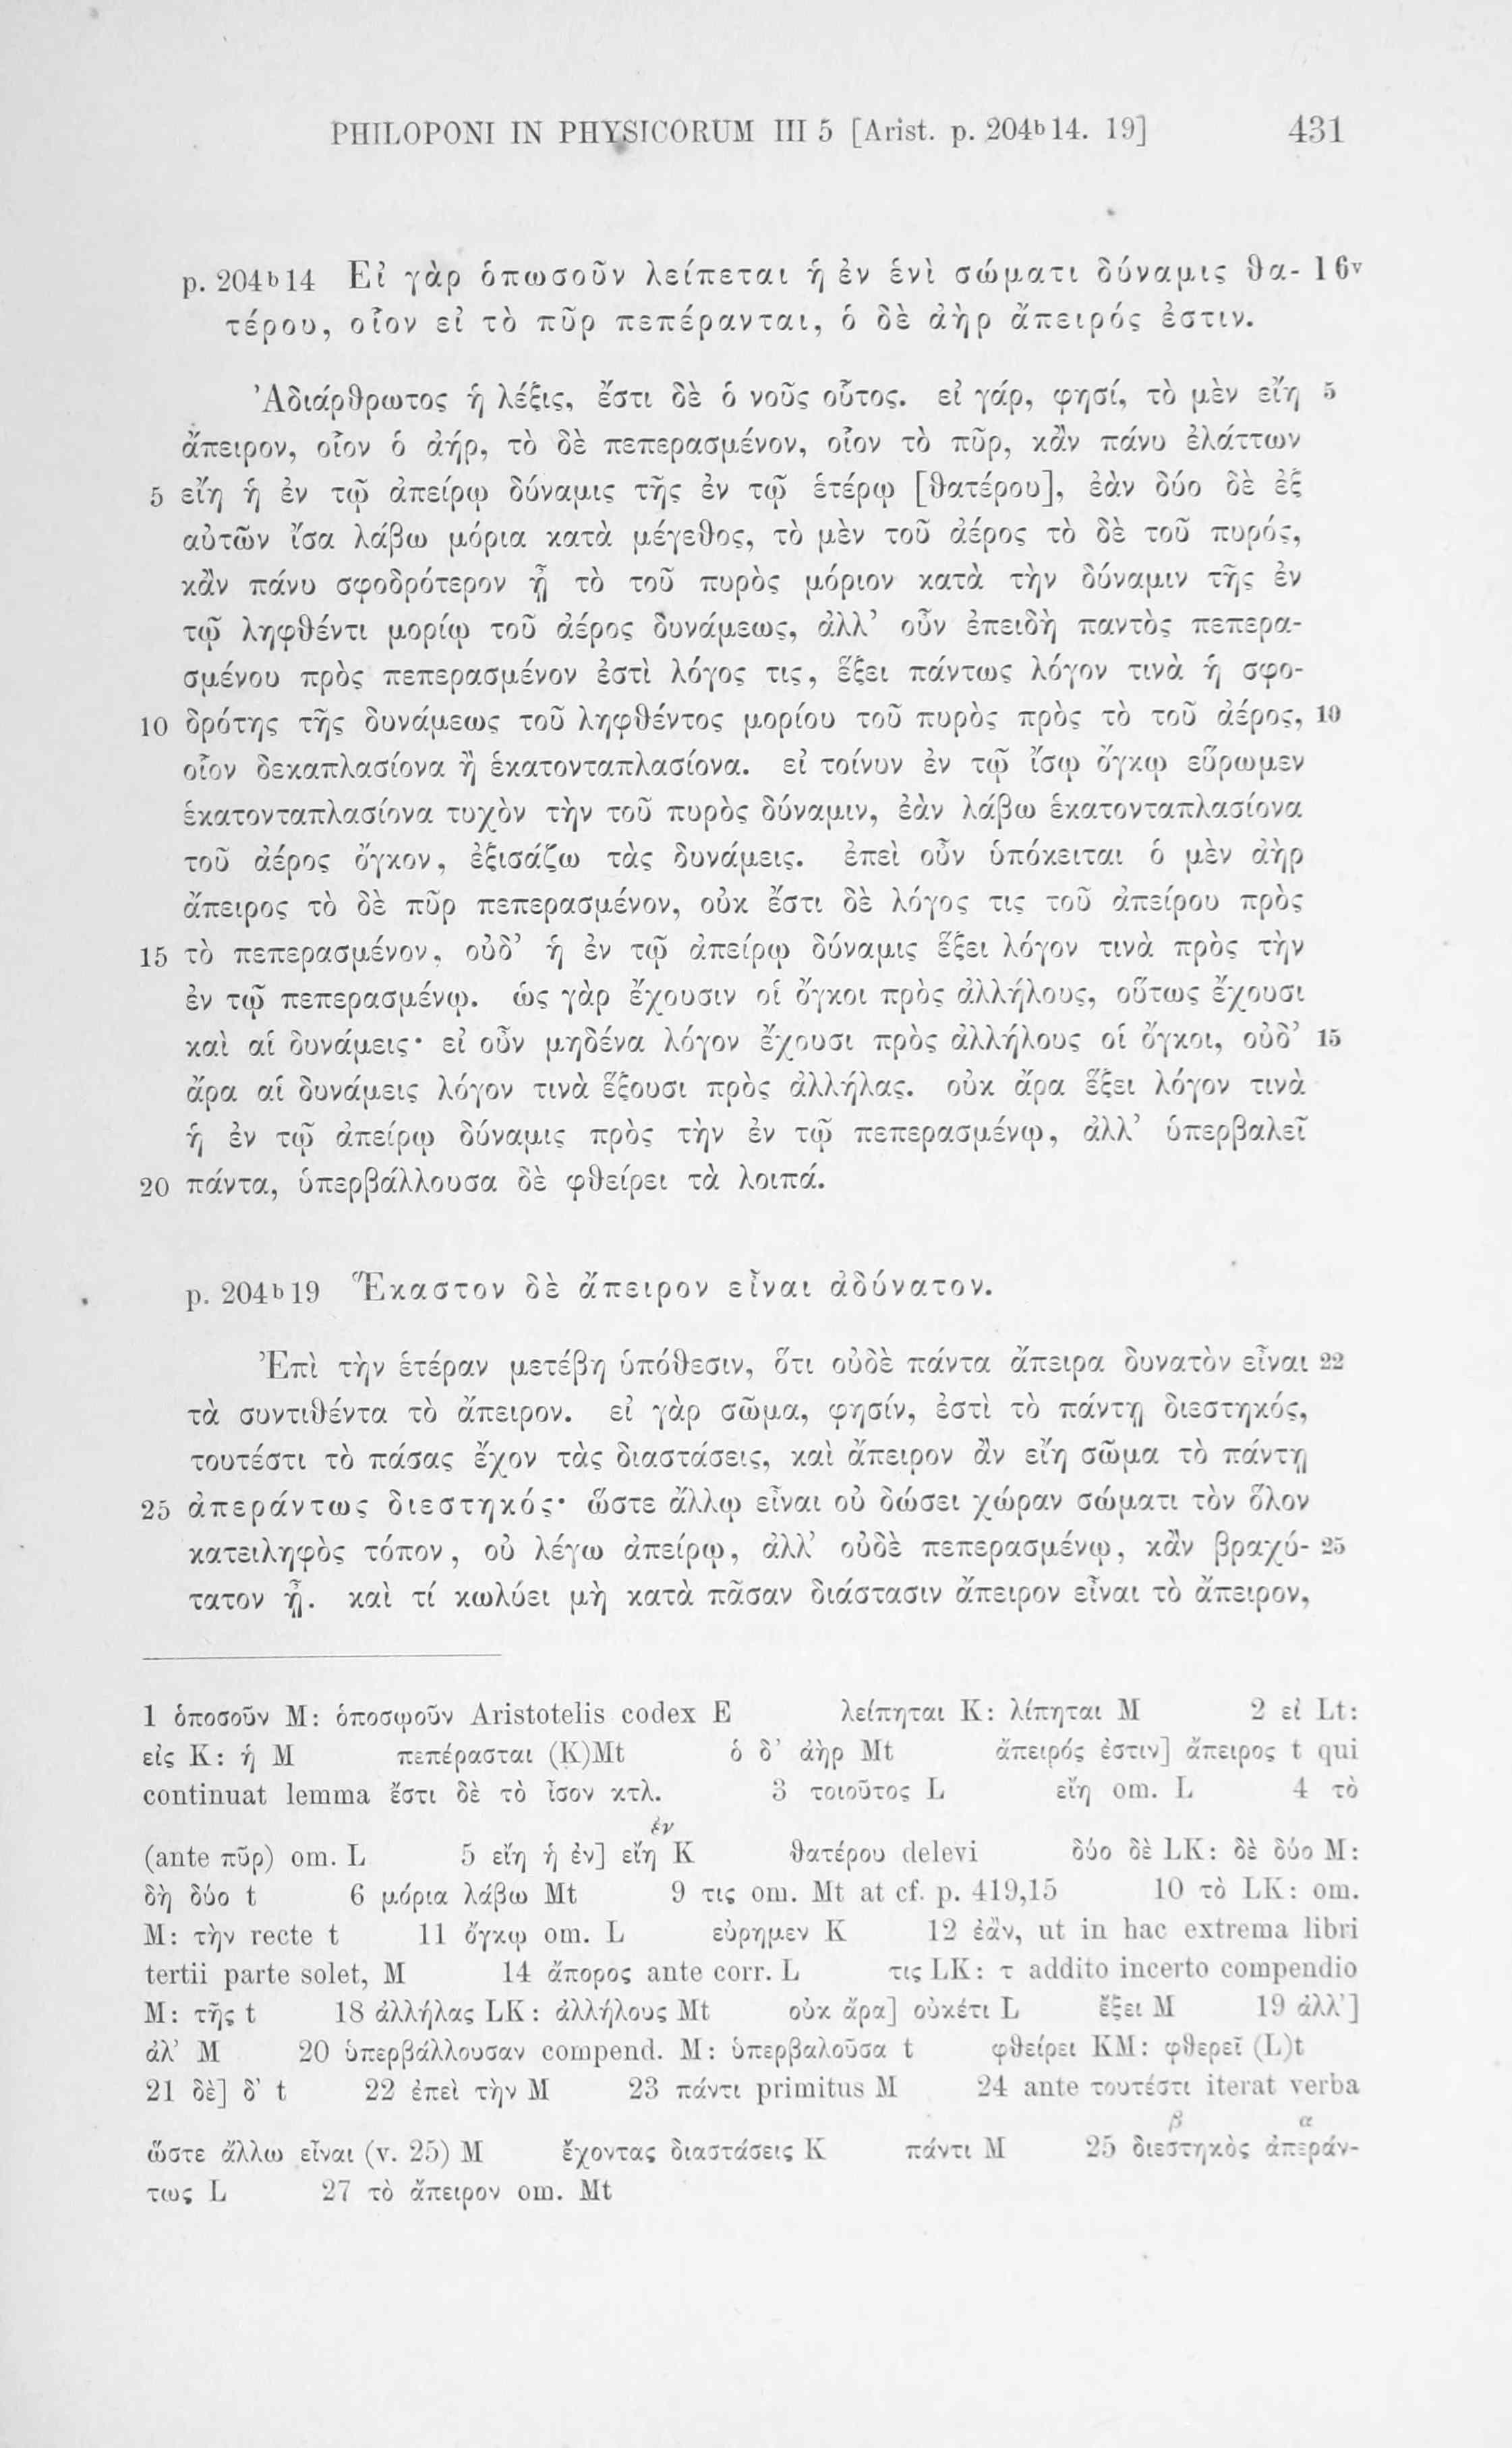 PHILOPONI IN PHYSICORUM III 5 [Arist. p. 204b14. 19] 431
p. 204b14 Εἰ γὰρ ὁπωσοῦν λείπεται ἡ ἐν ἑνὶ σώματι δύναμις θα- 16v
τέρου, οἷον εἰ τὸ πῦρ πεπέρανται, ὁ δὲ ἀὴρ ἄπειρός ἐστιν.
Ἀδιάρθρωτος ἡ λέξις, ἔστι δὲ ὁ νοῦς οὗτος. εἰ γάρ, φησί, τὸ μὲν εἴη 5
ἄπειρον, οἷον ὁ ἀήρ, τὸ δὲ πεπερασμένον, οἷον τὸ πῦρ, κἂν πάνυ ἐλάττων
5 εἴη ἡ ἐν τῷ ἀπείρῳ δύναμις τῆς ἐν τῷ ἑτέρῳ [θατέρου], ἐὰν δύο δὲ ἐξ
αὐτῶν ἴσα λάβω μόρια κατὰ μέγεθος, τὸ μὲν τοῦ ἀέρος τὸ δὲ τοῦ πυρός,
κἂν πάνυ σφοδρότερον ᾖ τὸ τοῦ πυρὸς μόριον κατὰ τὴν δύναμιν τῆς ἐν
τῷ ληφθέντι μορίῳ τοῦ ἀέρος δυνάμεως, ἀλλ’ οὖν ἐπειδὴ παντὸς πεπερα-
σμένου πρὸς πεπερασμένον ἐστὶ λόγος τις, ἕξει πάντως λόγον τινὰ ἡ σφο-
10 δρότης τῆς δυνάμεως τοῦ ληφθέντος μορίου τοῦ πυρὸς πρὸς τὸ τοῦ ἀέρος, 10
οἷον δεκαπλασίονα ἢ ἑκατονταπλασίονα. εἰ τοίνυν ἐν τῷ ἴσῳ ὄγκῳ εὕρωμεν
ἑκατονταπλασίονα τυχὸν τὴν τοῦ πυρὸς δύναμιν, ἐὰν λάβω ἑκατονταπλασίονα
τοῦ ἀέρος ὄγκον, ἐξισάζω τὰς δυνάμεις. ἐπεὶ οὖν ὑπόκειται ὁ μὲν ἀὴρ
ἄπειρος τὸ δὲ πῦρ πεπερασμένον, οὐκ ἔστι δὲ λόγος τις τοῦ ἀπείρου πρὸς
15 τὸ πεπερασμένον, οὐδ’ ἡ ἐν τῷ ἀπείρῳ δύναμις ἕξει λόγον τινὰ πρὸς τὴν
ἐν τῷ πεπερασμένῳ. ὡς γὰρ ἔχουσιν οἱ ὄγκοι πρὸς ἀλλήλους, οὕτως ἔχουσι
καὶ αἱ δυνάμεις· εἰ οὖν μηδένα λόγον ἔχουσι πρὸς ἀλλήλους οἱ ὄγκοι, οὐδ’ 15
ἄρα αἱ δυνάμεις λόγον τινὰ ἕξουσι πρὸς ἀλλήλας. οὐκ ἄρα ἕξει λόγον τινὰ
ἡ ἐν τῷ ἀπείρῳ δύναμις πρὸς τὴν ἐν τῷ πεπερασμένῳ, ἀλλ’ ὑπερβαλεῖ
20 πάντα, ὑπερβάλλουσα δὲ φθείρει τὰ λοιπά.
p. 204b19 Ἕκαστον δὲ ἄπειρον εἶναι ἀδύνατον.
Ἐπὶ τὴν ἑτέραν μετέβη ὑπόθεσιν, ὅτι οὐδὲ πάντα ἄπειρα δυνατὸν εἶναι 22
τὰ συντιθέντα τὸ ἄπειρον. εἰ γὰρ σῶμα, φησίν, ἐστὶ τὸ πάντῃ διεστηκός,
τουτέστι τὸ πάσας ἔχον τὰς διαστάσεις, καὶ ἄπειρον ἂν εἴη σῶμα τὸ πάντῃ
25 ἀπεράντως διεστηκός· ὥστε ἄλλῳ εἶναι οὐ δώσει χώραν σώματι τὸν ὅλον
κατειληφὸς τόπον, οὐ λέγω ἀπείρῳ, ἀλλ’ οὐδὲ πεπερασμένῳ, κἂν βραχύ- 25
τατον ᾖ. καὶ τί κωλύει μὴ κατὰ πᾶσαν διάστασιν ἄπειρον εἶναι τὸ ἄπειρον,
1 ὁποσοῦν M: ὁποσῳοῦν Aristotelis codex E λείπηται K: λίπηται M 2 εἰ Lt:
εἰς K: ἡ M πεπέρασται (K)Mt ὁ δ’ ἀὴρ Mt ἄπειρός ἐστιν] ἄπειρος t qui
continuat lemma ἔστι δὲ τὸ ἴσον κτλ. 3 τοιοῦτος L εἴη om. L 4 τὸ
ἐν
(ante πῦρ) om. L 5 εἴη ἡ ἐν] εἴη K θατέρου delevi δύο δὲ LK: δὲ δύο M:
δὴ δύο t 6 μόρια λάβω Mt 9 τις om. Mt at cf. p. 419,15 10 τὸ LK: om.
M: τὴν recte t 11 ὄγκῳ om. L εὑρημεν K 12 ἐἂν, ut in hac extrema libri
tertii parte solet, M 14 ἄπορος ante corr. L τις LK: τ addito incerto compendio
M: τῆς t 18 ἀλλήλας LK: ἀλλήλους Mt οὐκ ἄρα] οὐκέτι L ἔξει M 19 ἀλλ’]
ἀλ’ M 20 ὑπερβάλλουσαν compend. M: ὑπερβαλοῦσα t φθείρει KM: φθερεῖ (L)t
21 δὲ] δ’ t 22 ἐπεὶ τὴν M 23 πάντι primitus M 24 ante τουτέστι iterat verba
β α
ὥστε ἄλλω εἶναι (v. 25) M ἔχοντας διαστάσεις K πάντι M 25 διεστηκὸς ἀπεράν-
τως L 27 τὸ ἄπειρον om. Mt